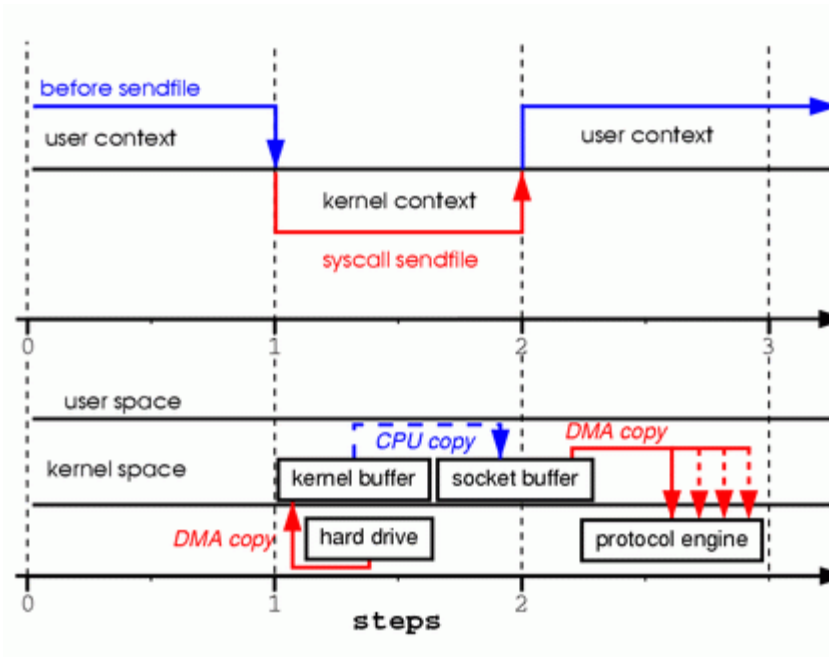 before sendfile
user context
user context
kernel context
syscall sendfile
0
1
2
3
user space
CPU copy
DMA copy
kernel space
kernel buffer
socket buffer
DMA copy
hard drive
protocol engine
0
1
2
steps